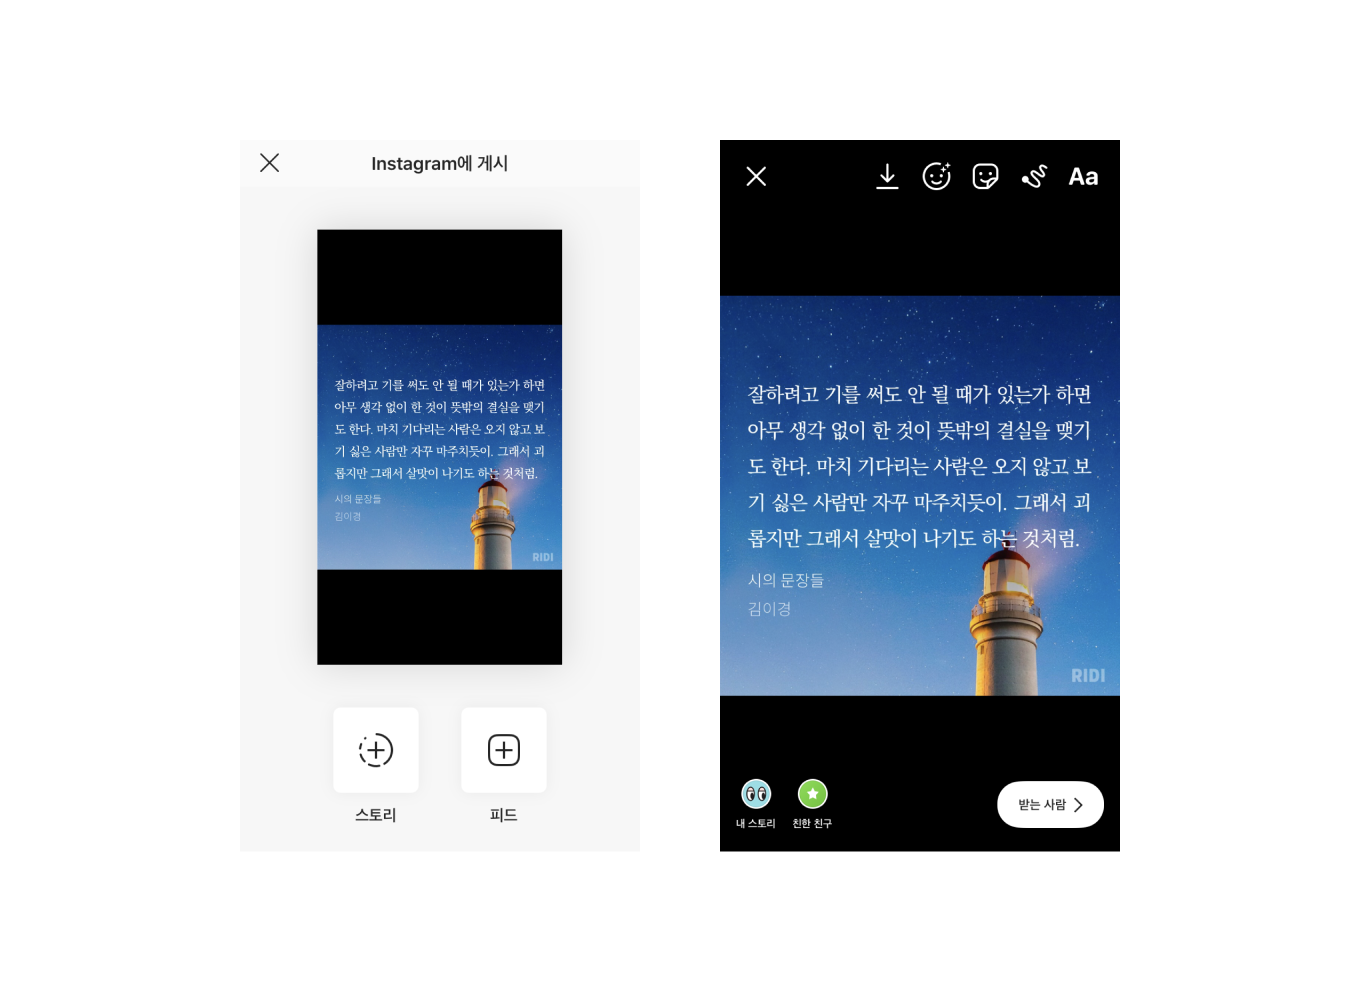 Instagram에 게시
잘하려고 기를 써도 안 될 때가 있는가 하면
아무 생각 없이 한 것이 뜻밖의 결실을 맺기
도 한다. 마치 기다리는 사람은 오지 않고 보
기 싫은 사람만 자꾸 마주치듯이. 그래서 괴
롭지만 그래서 살맛이 나기도 하는 것처럼.
시의 문장들
김이경
RIDI
스토리
피드
Aa
잘하려고 기를 써도 안 될 때가 있는가 하면
아무 생각 없이 한 것이 뜻밖의 결실을 맺기
도 한다. 마치 기다리는 사람은 오지 않고 보
기 싫은 사람만 자꾸 마주치듯이. 그래서 괴
롭지만 그래서 살맛이 나기도 하는 것처럼.
시의 문장들
김이경
RIDI
내 스토리
친한 친구
받는 사람